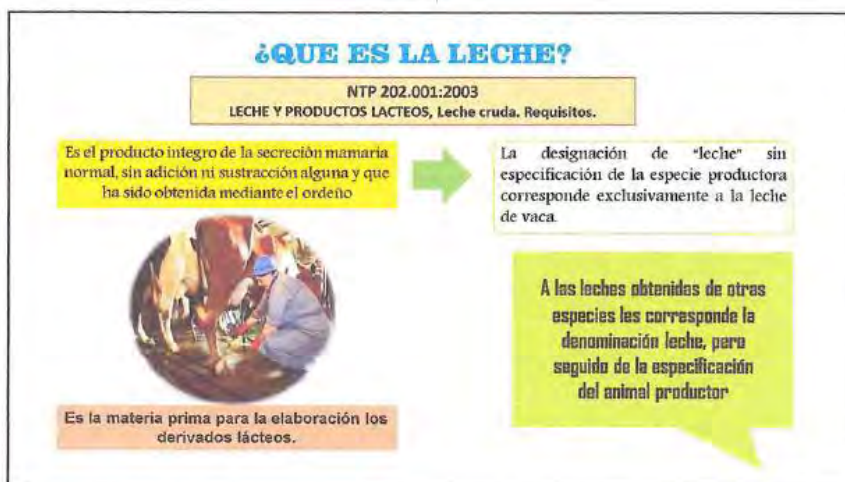 ¿QUE ES LA LECHE?
NTP 202.001:2003
LECHE Y PRODUCTOS LACTEOS, Leche cruda. Requisitos.
Es el producto integro de la secreción mamaria
normal, sin adición ni sustracción alguna y que
ha sido obtenida mediante el ordeño
La designación de "leche" sin
especificación de la especie productora
corresponde exclusivamente a la leche
de vaca.
A las leches obtenidas de otras
especies les corresponde la
denominación leche, pero
seguido de la especificación
del animal productor
Es la materia prima para la elaboración los
derivados lácteos.